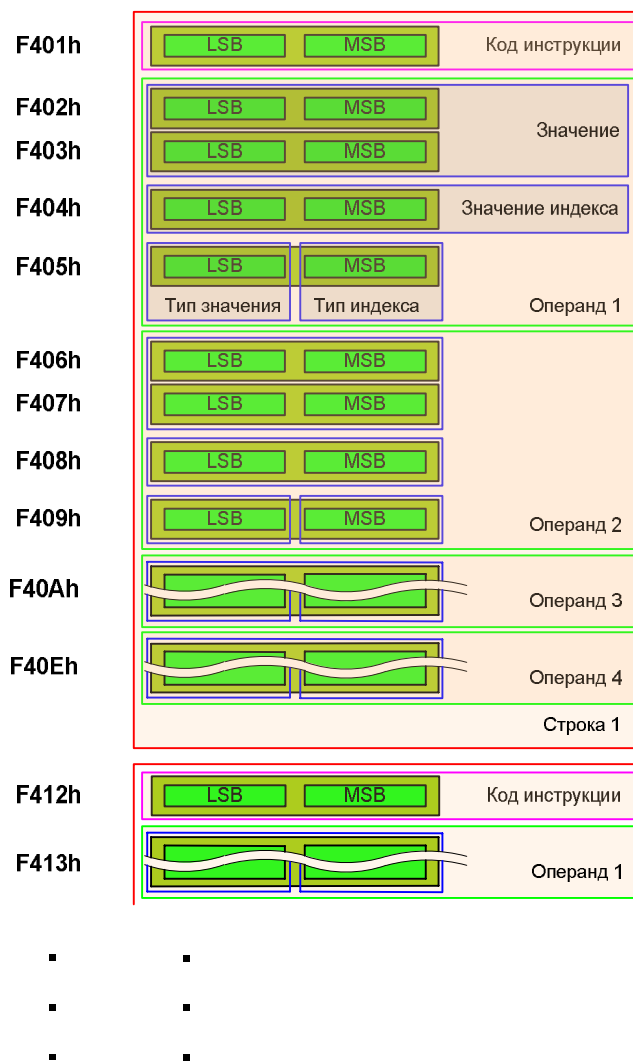 F401h LSB MSB Код инструкции
F402h LSB MSB
Значение
F403h LSB MSB
F404h LSB MSB Значение индекса
F405h LSB MSB
Тип значения Тип индекса Операнд 1
F406h LSB MSB
F407h LSB MSB
F408h LSB MSB
F409h LSB MSB Операнд 2
F40Ah Операнд 3
F40Eh Операнд 4
Строка 1
F412h LSB MSB Код инструкции
F413h Операнд 1